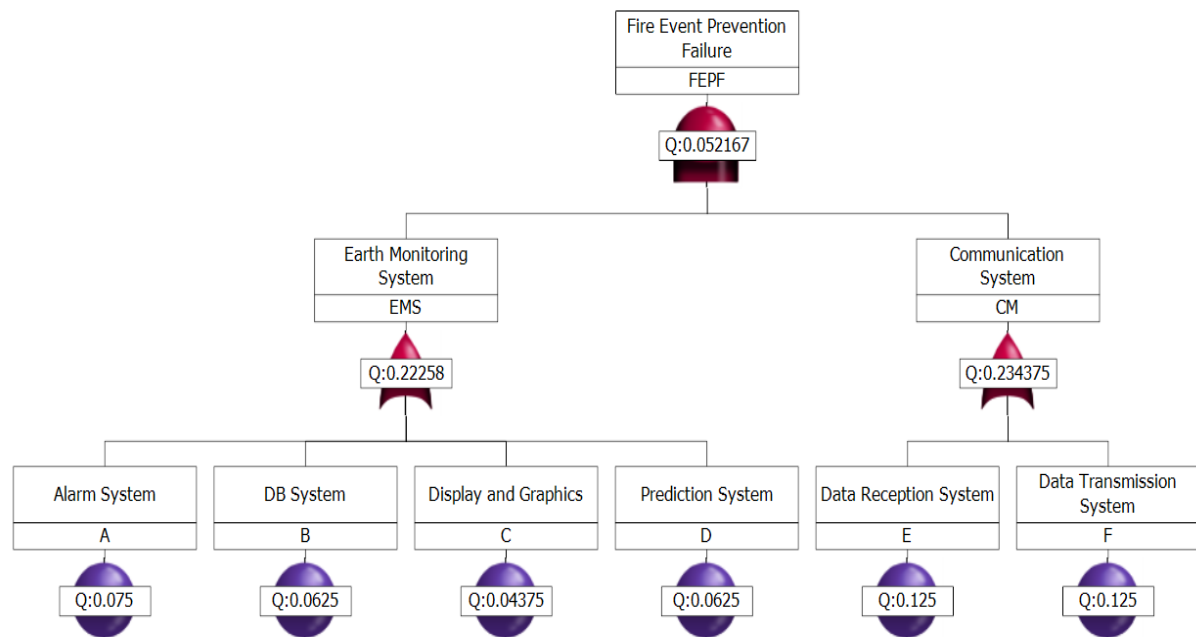 Fire Event Prevention
Failure
FEPF
Q:0.052167
Earth Monitoring
System
EMS
Q:0.22258
Communication
System
CM
Q:0.234375
Alarm System
A
Q:0.075
DB System
B
Q:0.0625
Display and Graphics
C
Q:0.04375
Prediction System
D
Q:0.0625
Data Reception System
E
Q:0.125
Data Transmission
System
F
Q:0.125